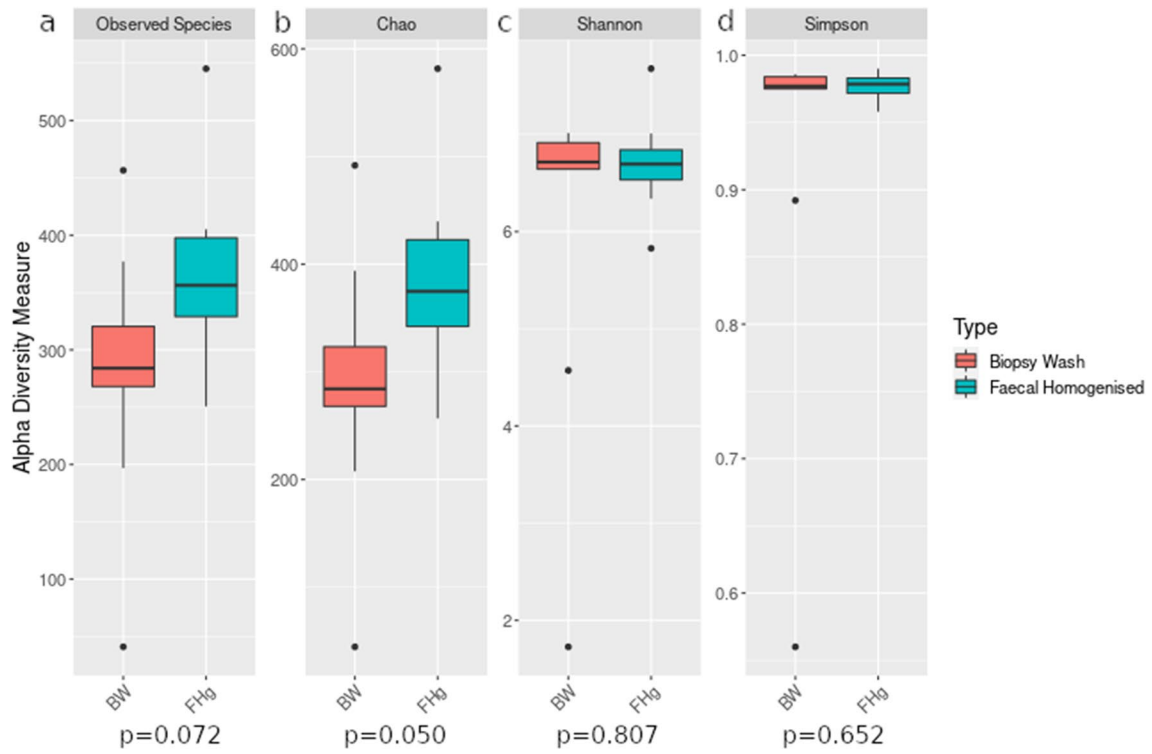 a Observed Species
b Chao
c Shannon
d Simpson
Alpha Diversity Measure
500
400
300
200
100
600
400
200
6
4
2
1.0
0.9
0.8
0.7
0.6
BW FHg
BW FHg
BW FHg
BW FHg
p=0.072
p=0.050
p=0.807
p=0.652
Type
Biopsy Wash
Faecal Homogenised